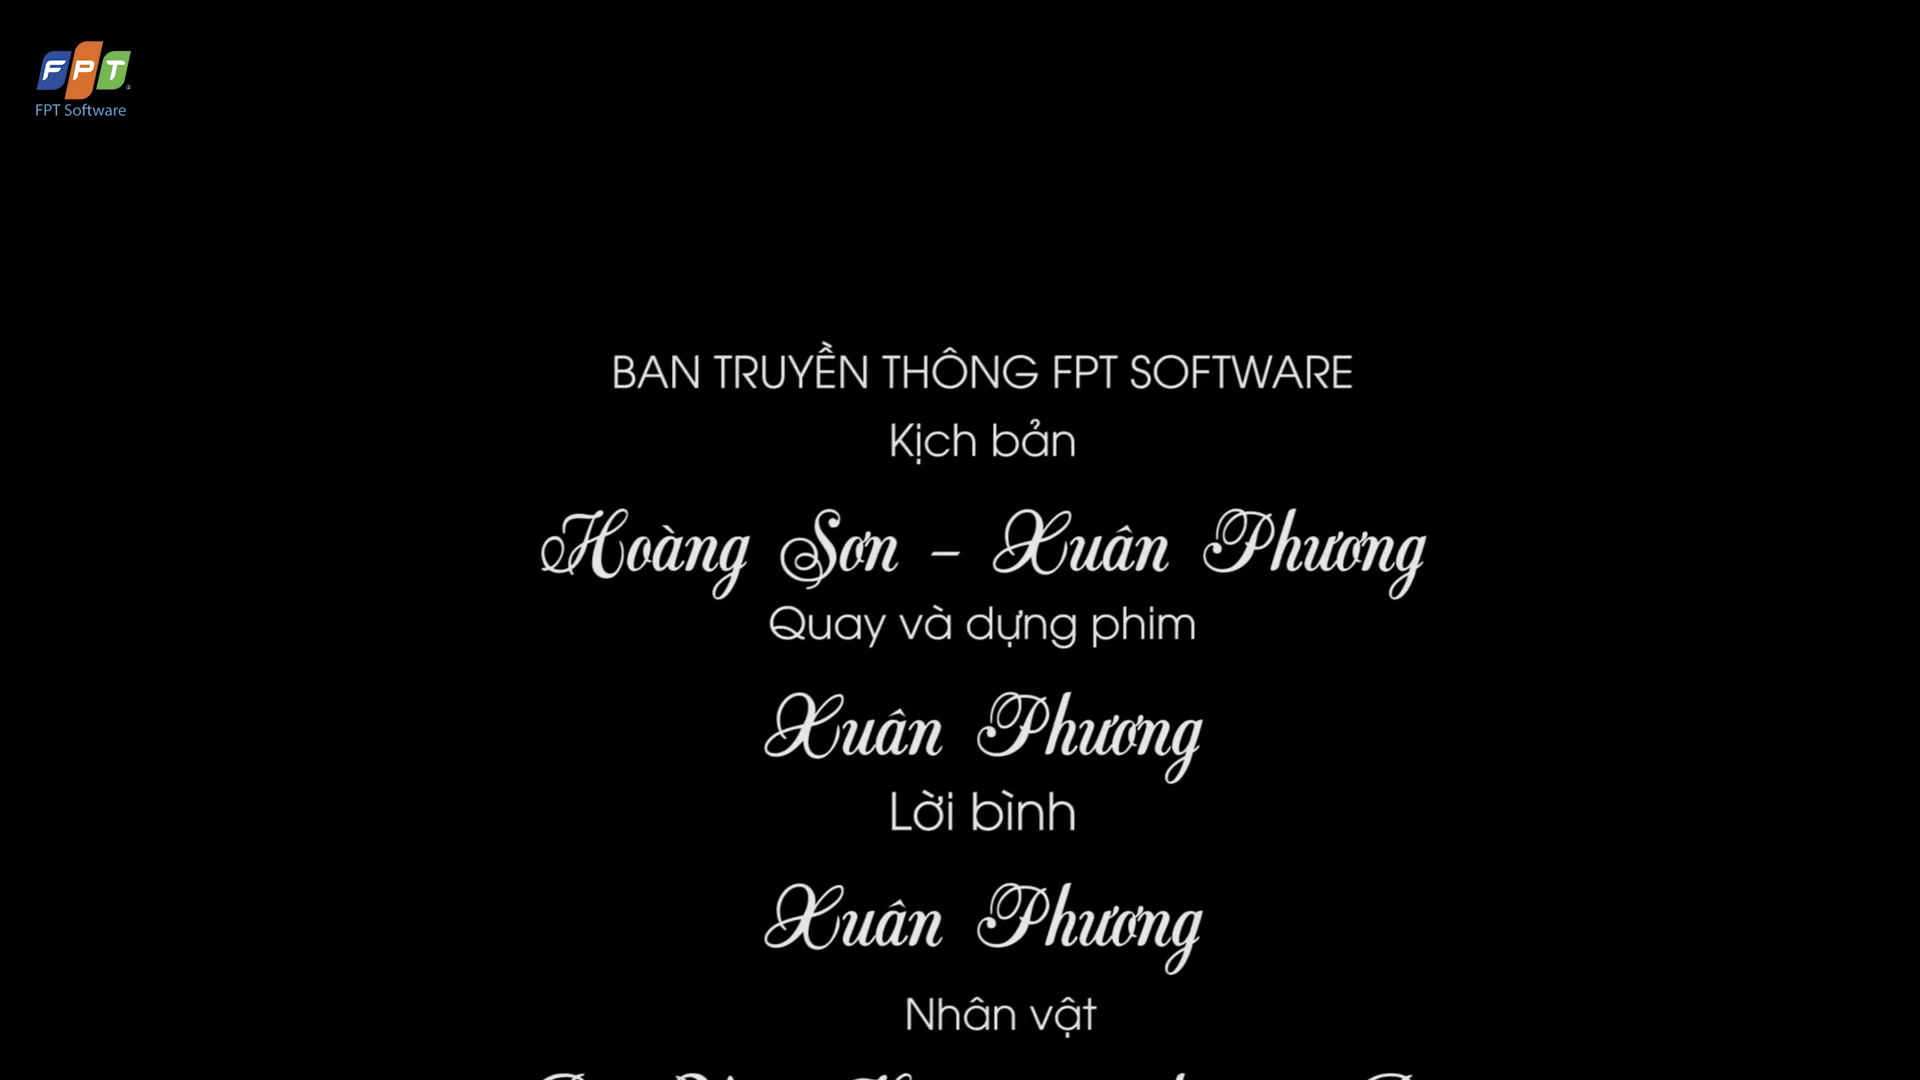 FPT
FPT Software
BAN TRUYỀN THÔNG FPT SOFTWARE
Kịch bản
Hoàng Sơn - Xuân Phương
Quay và dựng phim
Xuân Phương
Lời bình
Xuân Phương
Nhân vật